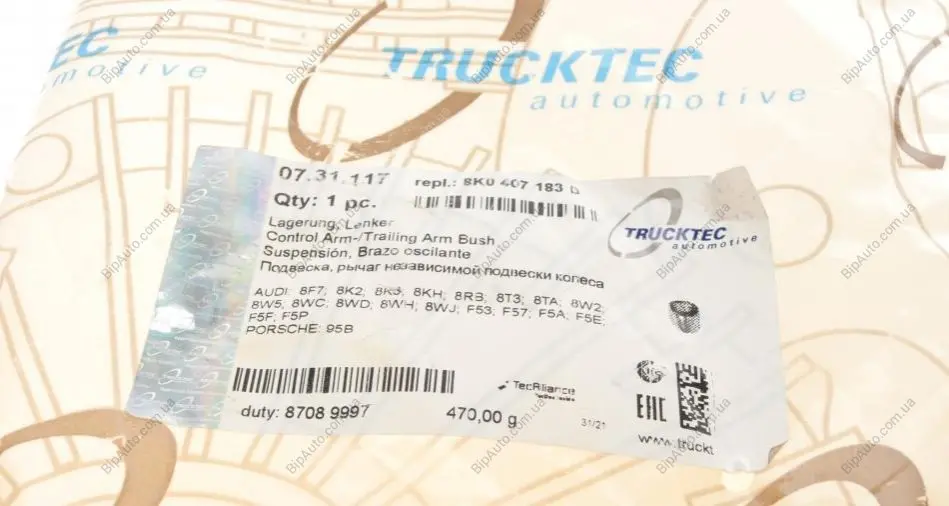 TRUCKTEC
automotive
07.31.117 repl.: 8K0 407 183 D
Qty: 1 pc.
Lagerung, Lenker
Control Arm-/Trailing Arm Bush
Suspensión, Brazo oscilante
Подвеска, рычаг независимой подвески колеса
TRUCKTEC
automotive
AUDI: 8F7; 8K2; 8K5; 8KH; 8RB; 8T3; 8TA; 8W2;
8W5; 8WC; 8WD; 8WH; 8WJ; F53; F57; F5A; F5E;
F5F; F5P
PORSCHE: 95B
TecAlliance
duty: 8708 9997 470,00 g
31/21
EAC
www.truckt
BipAuto.com.ua